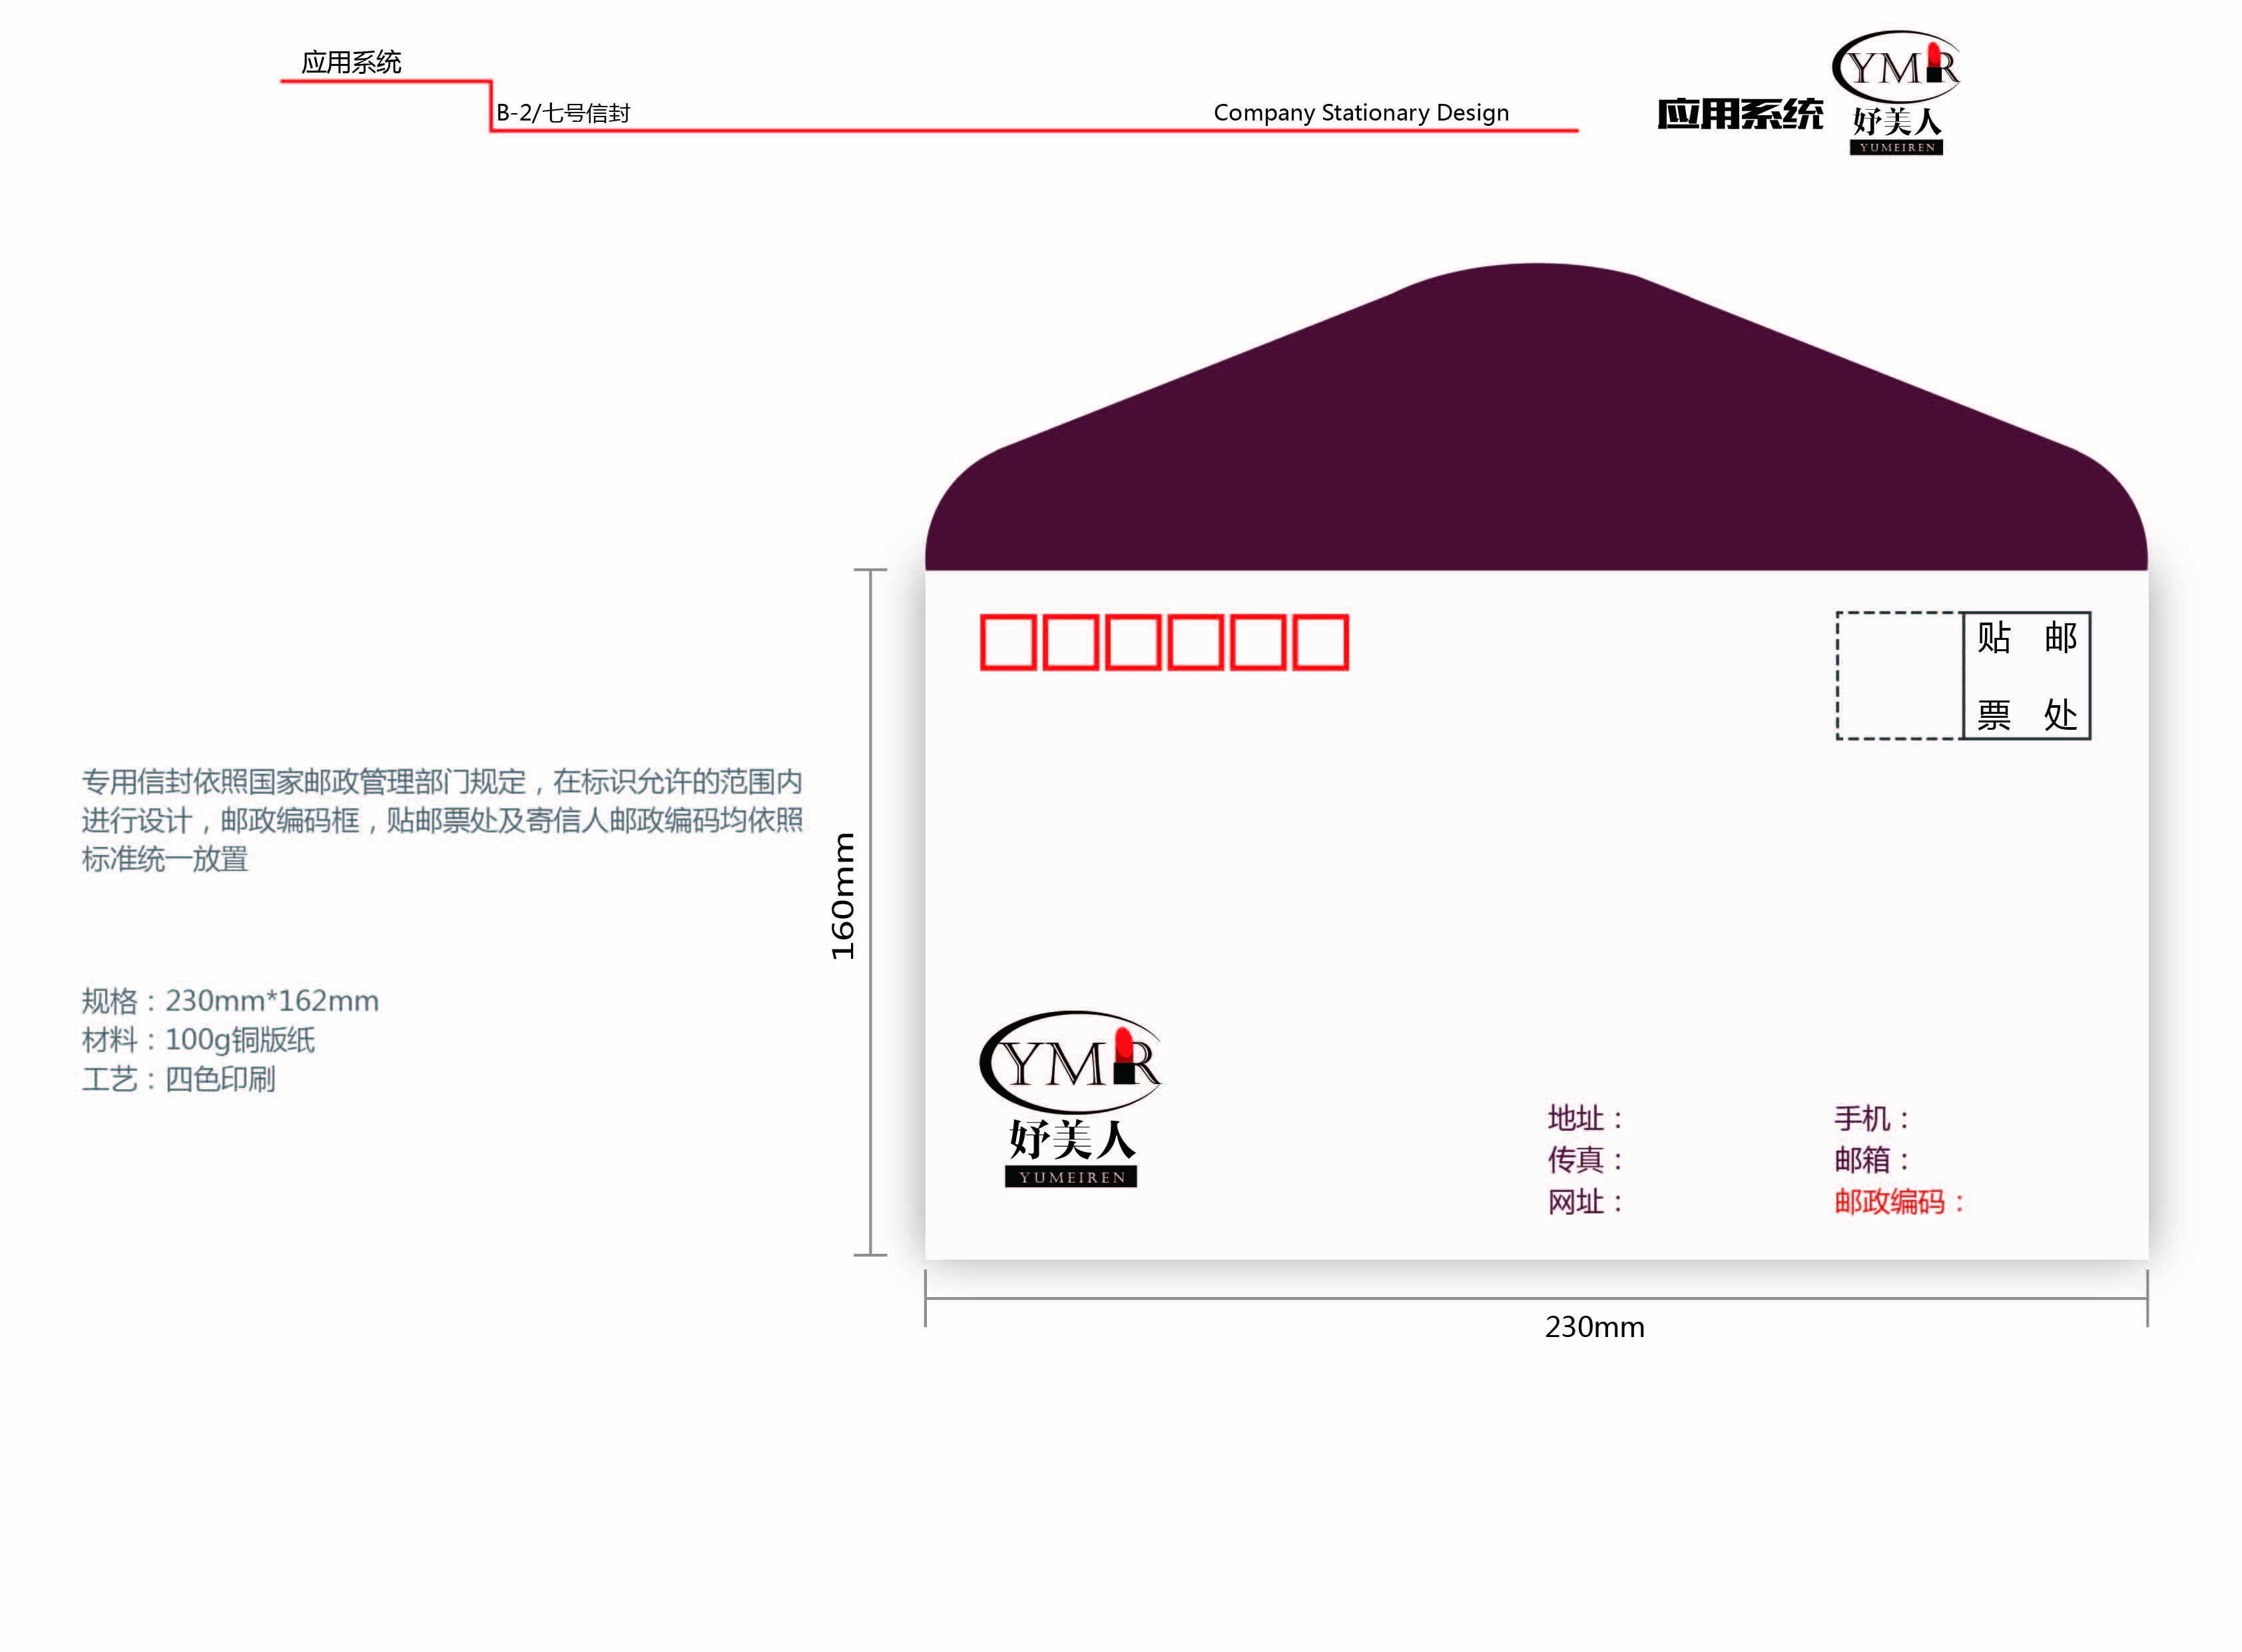 应用系统
B-2/七号信封
Company Stationary Design
应用系统
YMR
妤美人
YUMEIREN
贴 邮
票 处
专用信封依照国家邮政管理部门规定，在标识允许的范围内
进行设计，邮政编码框，贴邮票处及寄信人邮政编码均依照
标准统一放置
160mm
规格：230mm*162mm
材料：100g铜版纸
工艺：四色印刷
YMR
妤美人
YUMEIREN
地址：
传真：
网址：
手机：
邮箱：
邮政编码：
230mm